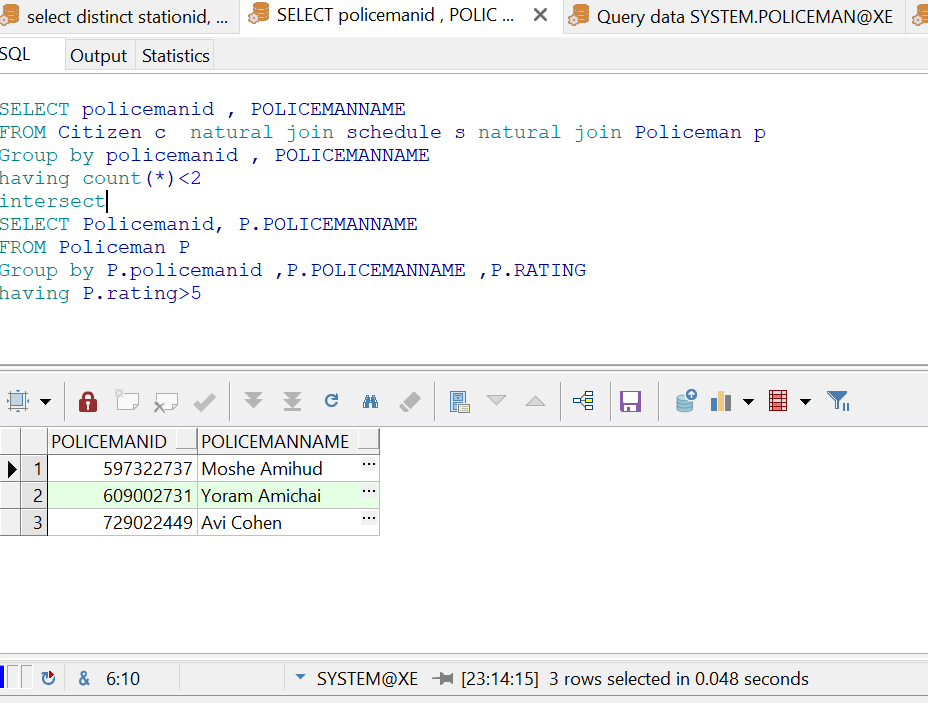 select distinct stationid, ...
SELECT policemanid , POLIC ...
Query data SYSTEM.POLICEMAN@XE
SQL
Output
Statistics
SELECT policemanid , POLICEMANNAME
FROM Citizen c  natural join schedule s natural join Policeman p
Group by policemanid , POLICEMANNAME
having count(*)<2
intersect
SELECT Policemanid, P.POLICEMANNAME
FROM Policeman P
Group by P.policemanid ,P.POLICEMANNAME ,P.RATING
having P.rating>5
POLICEMANID POLICEMANNAME
1 597322737 Moshe Amihud ...
2 609002731 Yoram Amichai ...
3 729022449 Avi Cohen ...
& 6:10 SYSTEM@XE [23:14:15] 3 rows selected in 0.048 seconds